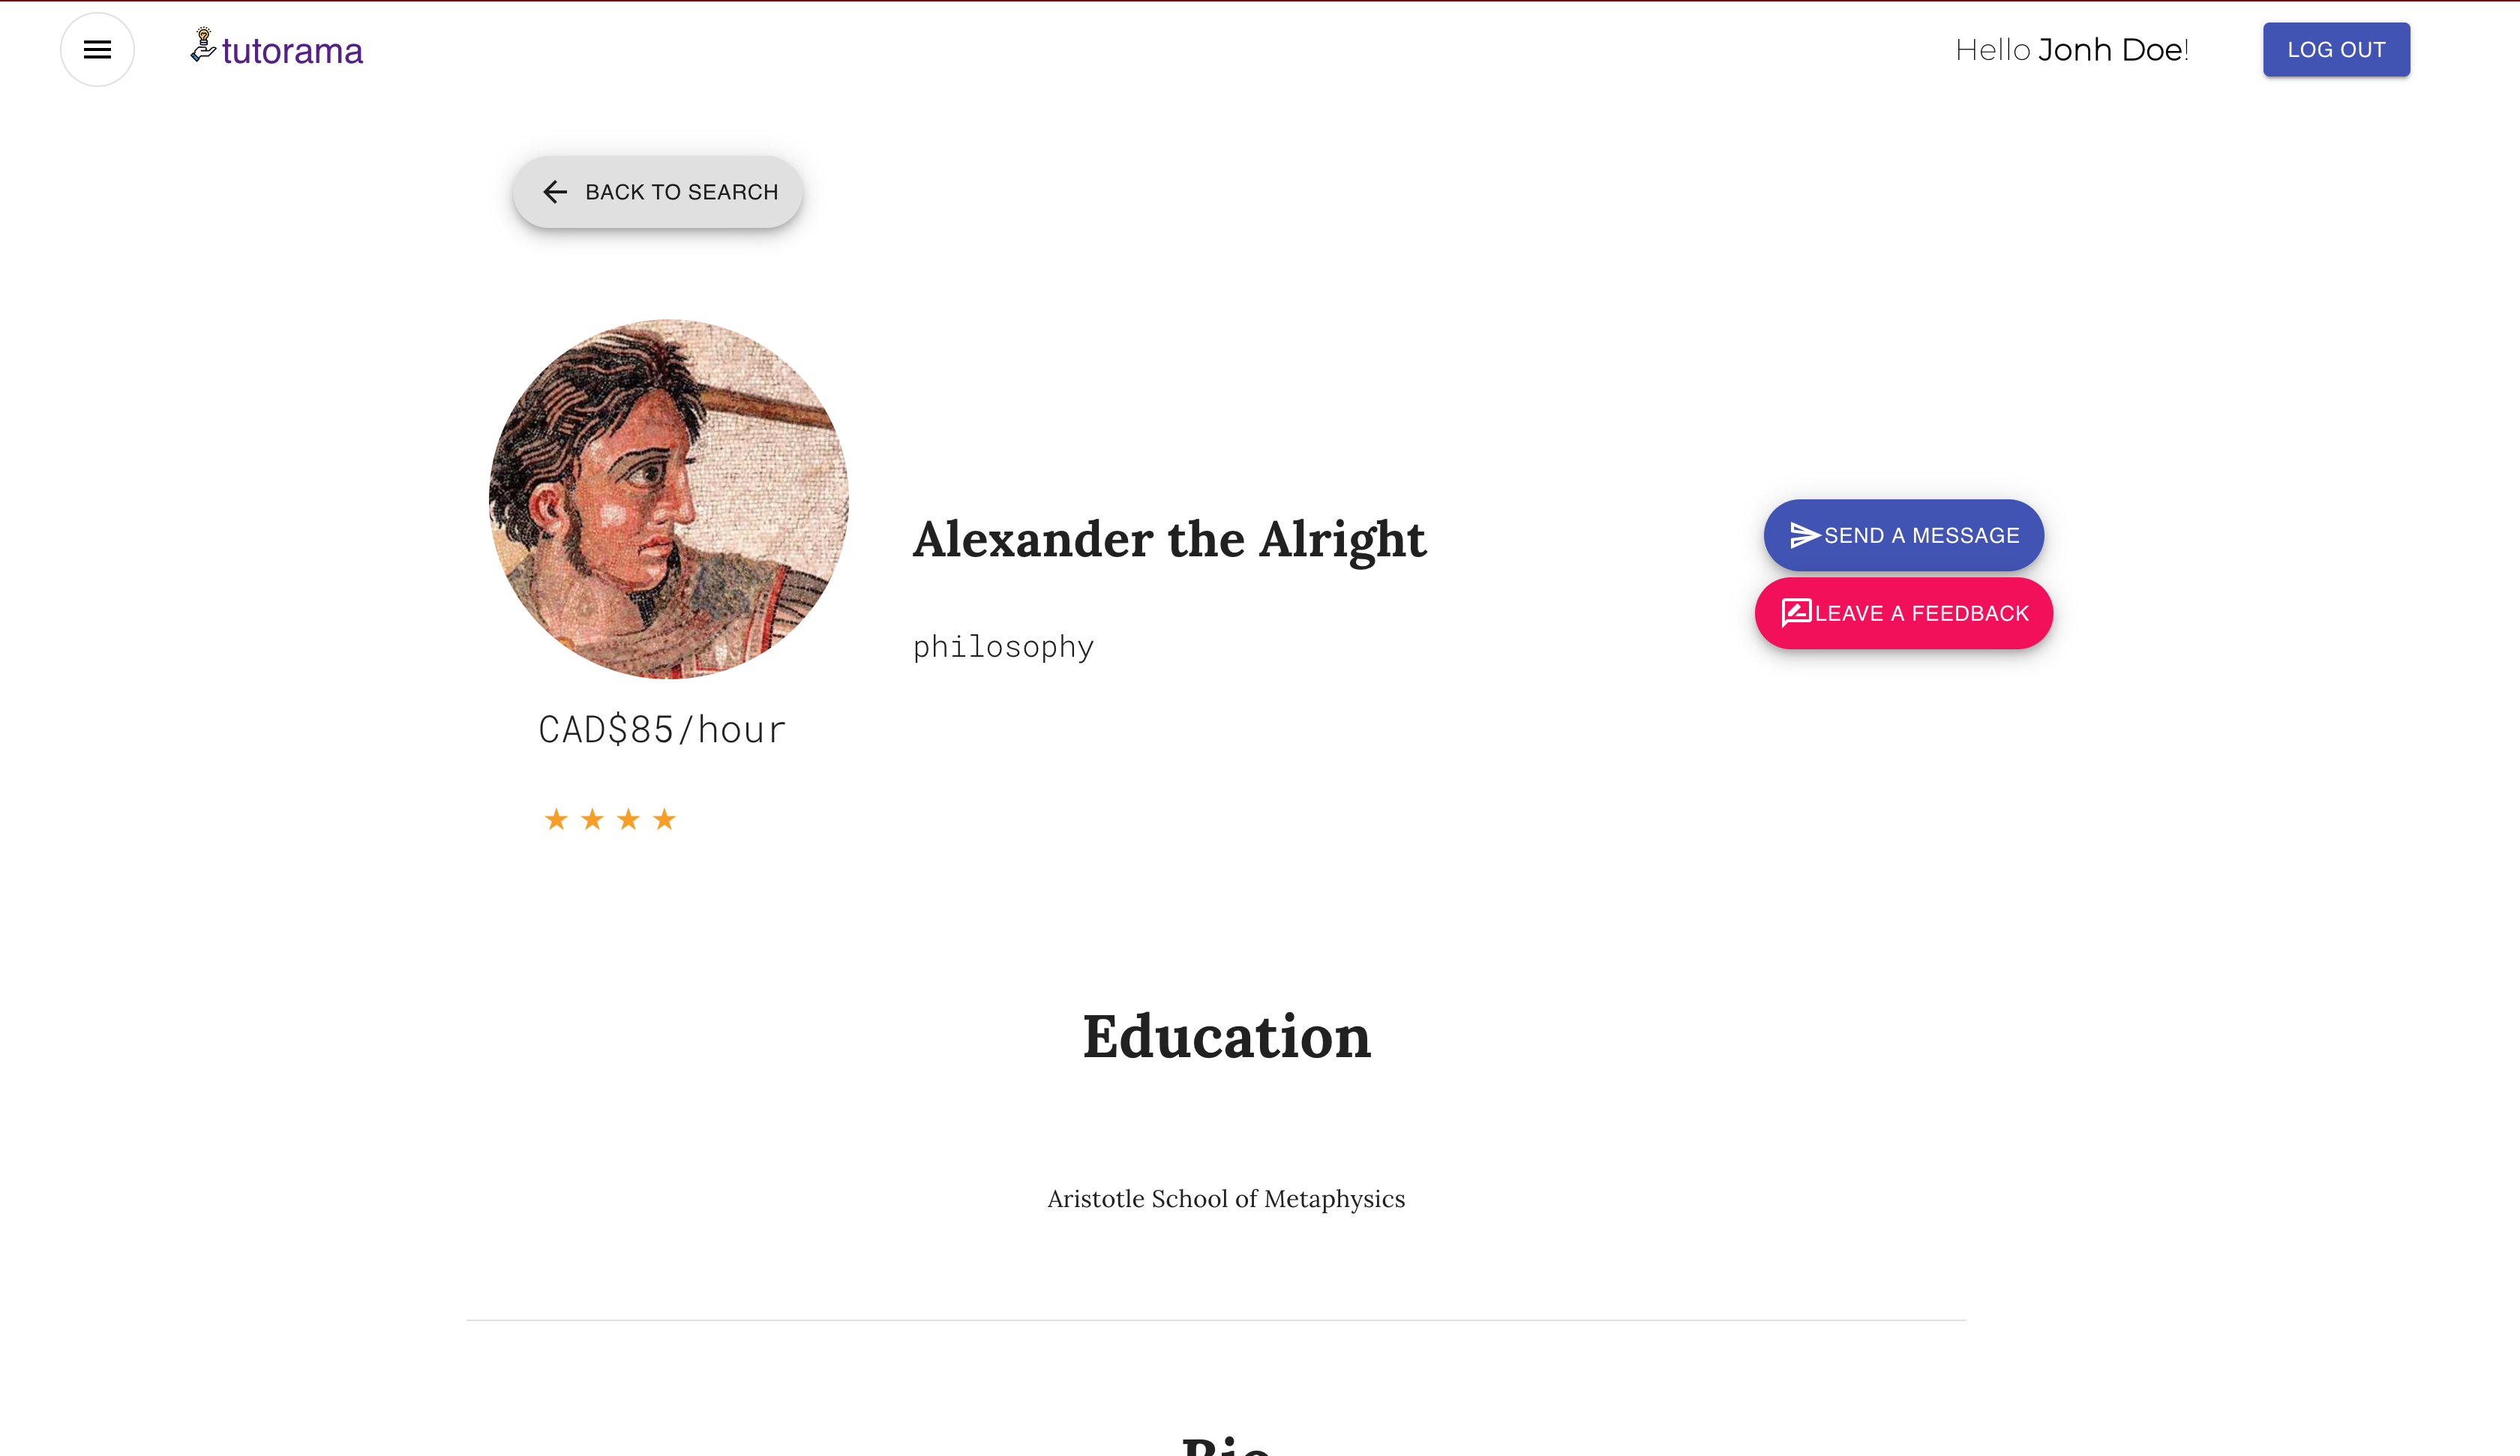 tutorama
Hello Jonh Doe!
LOG OUT
BACK TO SEARCH
Alexander the Alright
SEND A MESSAGE
LEAVE A FEEDBACK
philosophy
CAD$85/hour
★ ★ ★ ★
Education
Aristotle School of Metaphysics
Bio